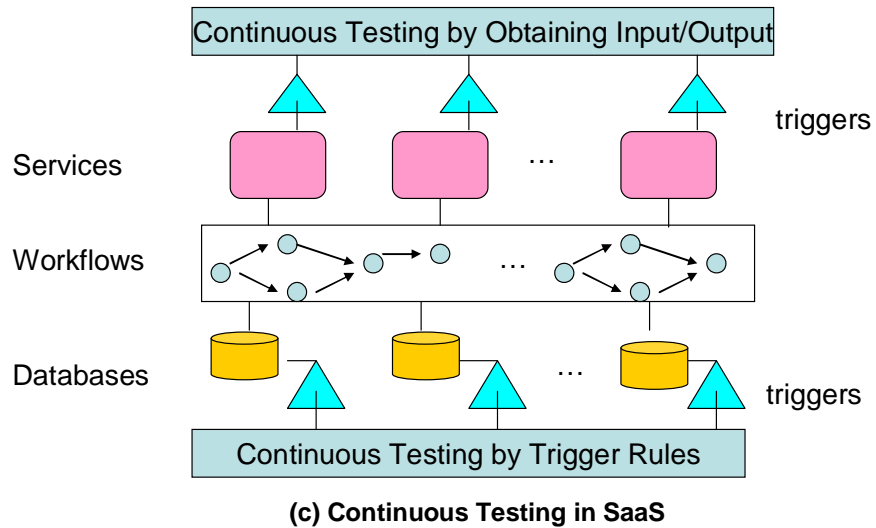 Continuous Testing by Obtaining Input/Output
triggers
Services
...
Workflows
...
Databases
...
triggers
Continuous Testing by Trigger Rules
(c) Continuous Testing in SaaS